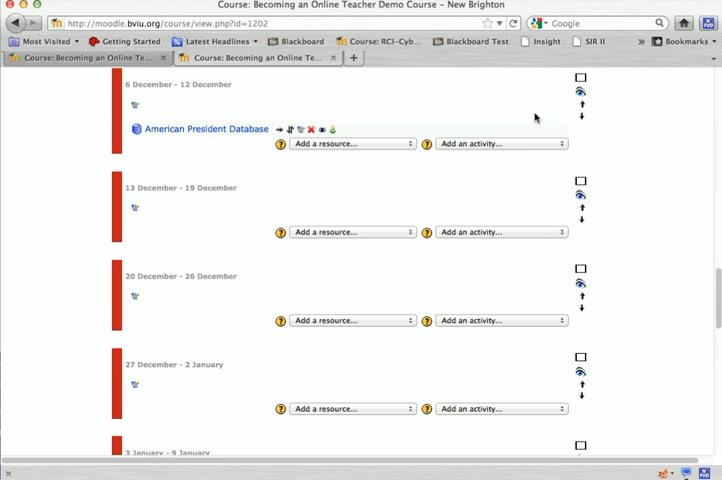 Course: Becoming an Online Teacher Demo Course - New Brighton
http://moodle.bviu.org/course/view.php?id=1202
Google
Most Visited
Getting Started
Latest Headlines
Blackboard
Course: RCI-Cyb...
Blackboard Test
Insight
SIR II
Bookmarks
Course: Becoming an Online Te...
Course: Becoming an Online Te...
6 December - 12 December
American President Database
Add a resource...
Add an activity...
13 December - 19 December
Add a resource...
Add an activity...
20 December - 26 December
Add a resource...
Add an activity...
27 December - 2 January
Add a resource...
Add an activity...
3 January - 9 January